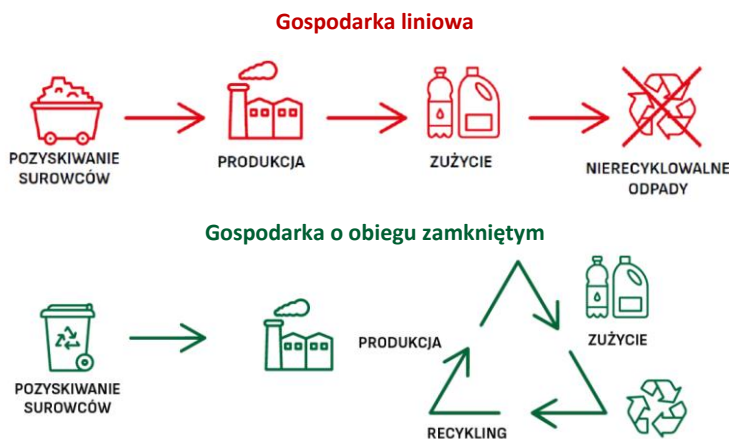 Gospodarka liniowa
POZYSKIWANIE
SUROWCÓW
PRODUKCJA
ZUŻYCIE
NIERECYKLOWALNE
ODPADY
Gospodarka o obiegu zamkniętym
POZYSKIWANIE
SUROWCÓW
PRODUKCJA
ZUŻYCIE
RECYKLING